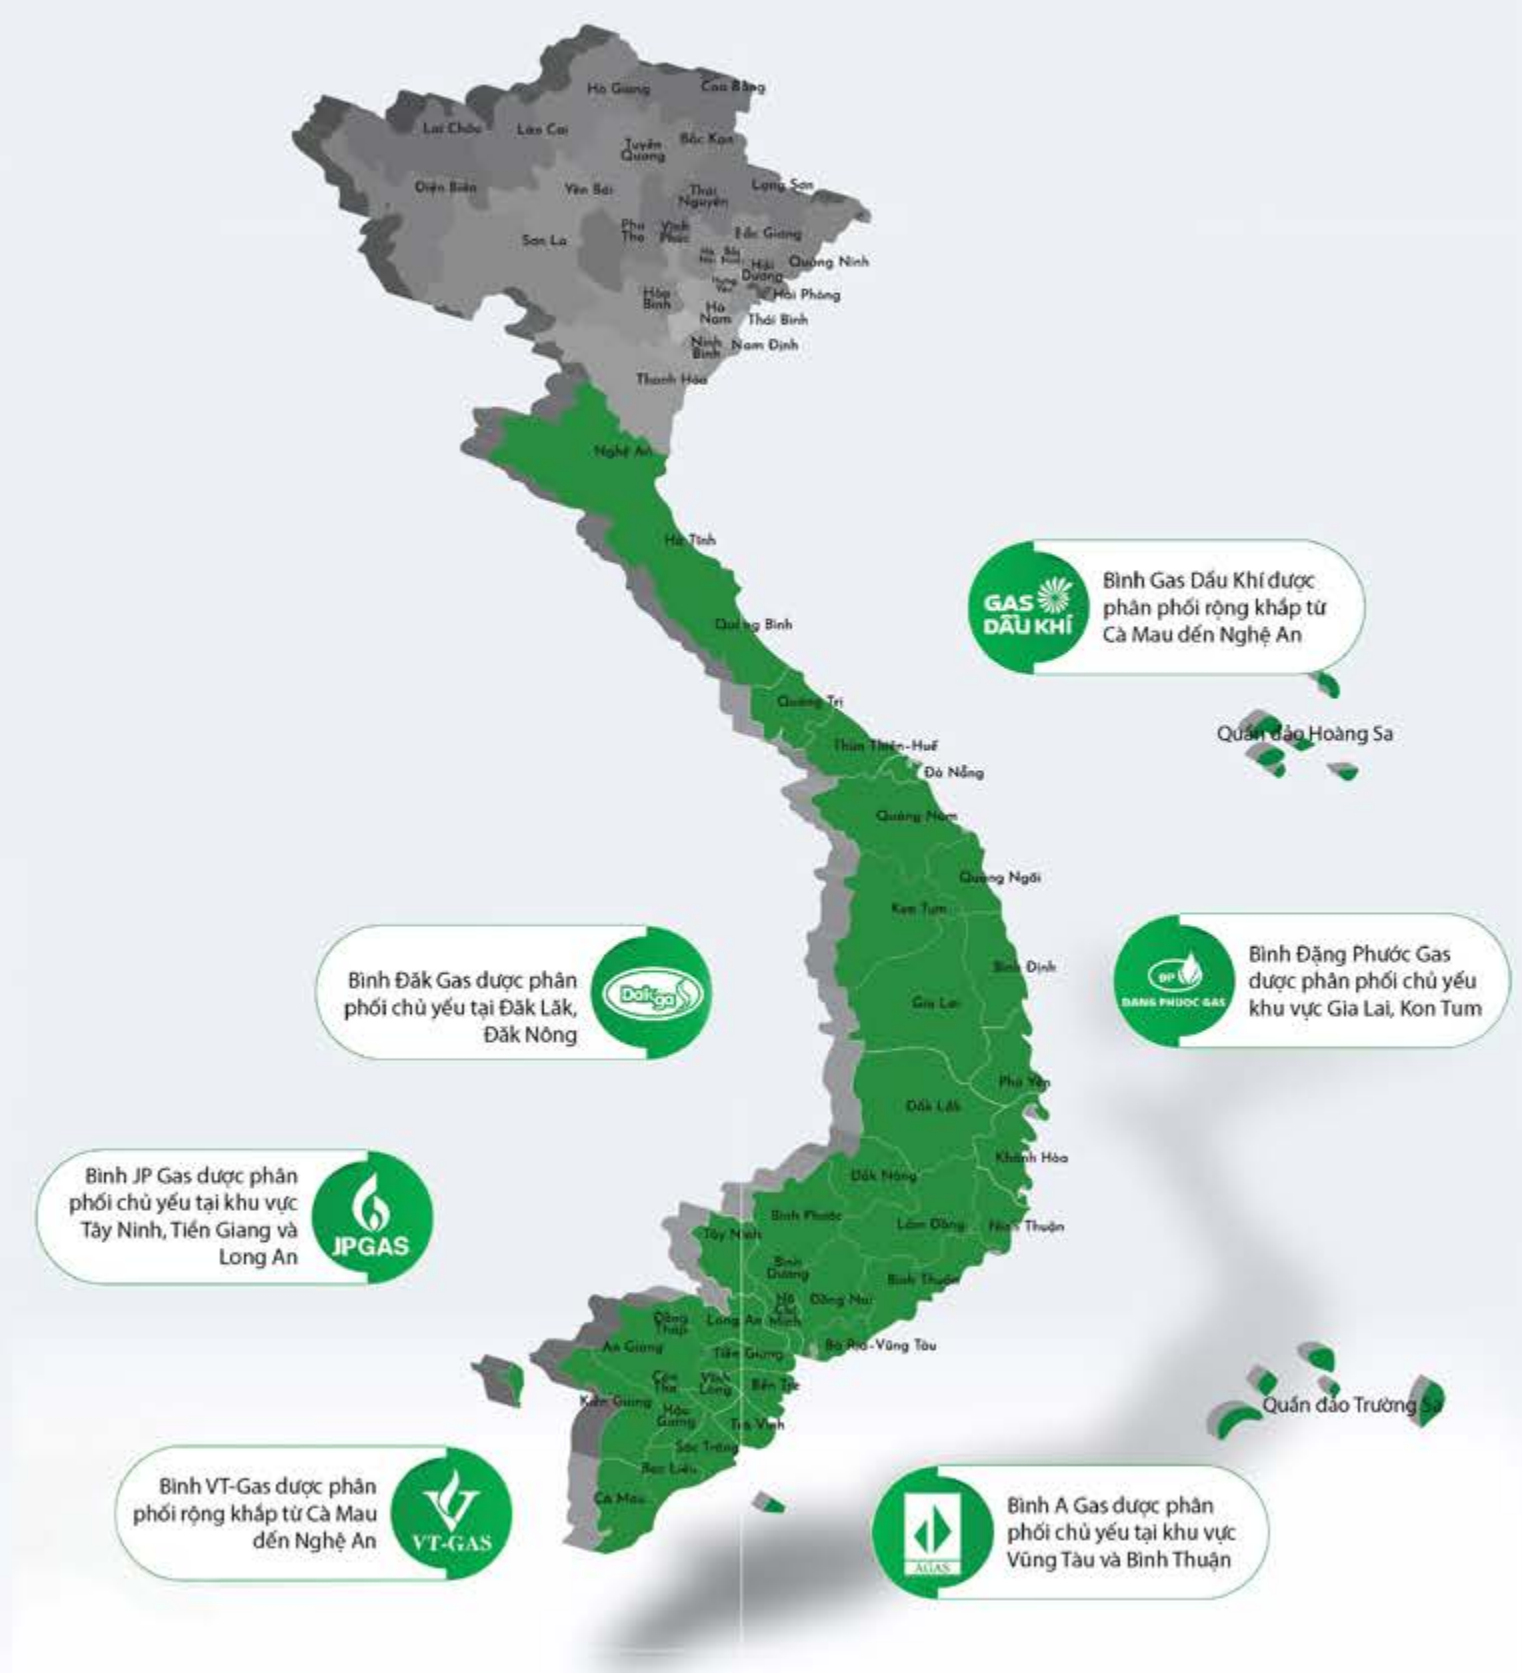 Hà Giang
Cao Bằng
Lai Châu
Lào Cai
Tuyên
Quang
Bắc Kạn
Điện Biên
Yên Bái
Thái
Nguyên
Lạng Sơn
Phú
Thọ
Vĩnh
Phúc
Bắc Giang
Sơn La
Hải
Dương
Quảng Ninh
Hưng
Yên
Hải Phòng
Hòa
Bình
Hà
Nam
Thái Bình
Ninh
Bình
Nam Định
Thanh Hóa
Nghệ An
Hà Tĩnh
GAS
DẦU KHÍ
Bình Gas Dầu Khí được
phân phối rộng khắp từ
Cà Mau đến Nghệ An
Quảng Bình
Quảng Trị
Quần đảo Hoàng Sa
Thừa Thiên-Huế
Đà Nẵng
Quảng Nam
Quảng Ngãi
Kon Tum
Bình Đăk Gas được phân
phối chủ yếu tại Đăk Lăk,
Đăk Nông
Dakgas
Bình Định
Gia Lai
ĐP
DANG PHUOC GAS
Bình Đặng Phước Gas
được phân phối chủ yếu
khu vực Gia Lai, Kon Tum
Phú Yên
Đắk Lắk
Khánh Hòa
Đắk Nông
Bình JP Gas được phân
phối chủ yếu tại khu vực
Tây Ninh, Tiền Giang và
Long An
JPGAS
Bình Phước
Tây Ninh
Lâm Đồng
Ninh Thuận
Bình
Dương
Bình Thuận
Hồ
Chí
Minh
Đồng Nai
Đồng
Tháp
Long An
An Giang
Tiền Giang
Bà Rịa-Vũng Tàu
Cần
Thơ
Vĩnh
Long
Bến Tre
Kiên Giang
Hậu
Giang
Trà Vinh
Quần đảo Trường Sa
Sóc Trăng
Bạc Liêu
Cà Mau
Bình VT-Gas được phân
phối rộng khắp từ Cà Mau
đến Nghệ An
VT-GAS
AGAS
Bình A Gas được phân
phối chủ yếu tại khu vực
Vũng Tàu và Bình Thuận